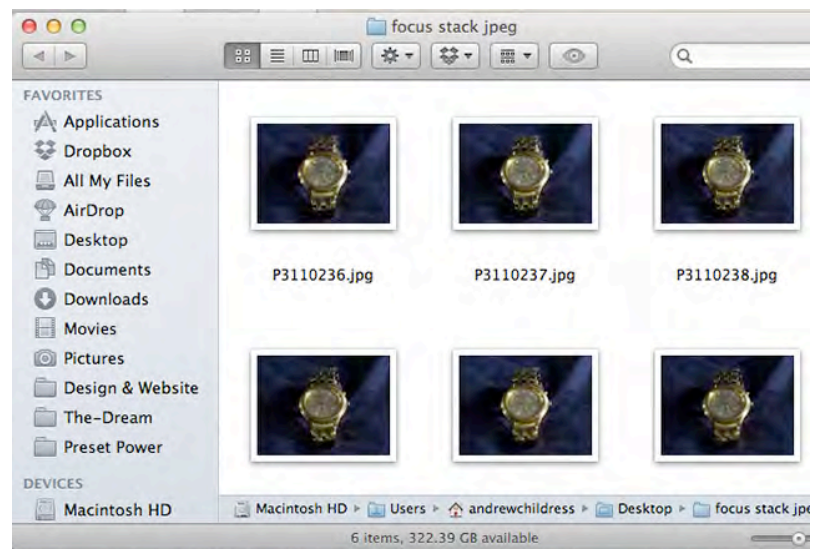 focus stack jpeg
FAVORITES
Applications
Dropbox
All My Files
AirDrop
Desktop
Documents
Downloads
Movies
Pictures
Design & Website
The-Dream
Preset Power
DEVICES
Macintosh HD
P3110236.jpg P3110237.jpg P3110238.jpg
Macintosh HD ▸ Users ▸ andrewchildress ▸ Desktop ▸ focus stack jpe
6 items, 322.39 GB available